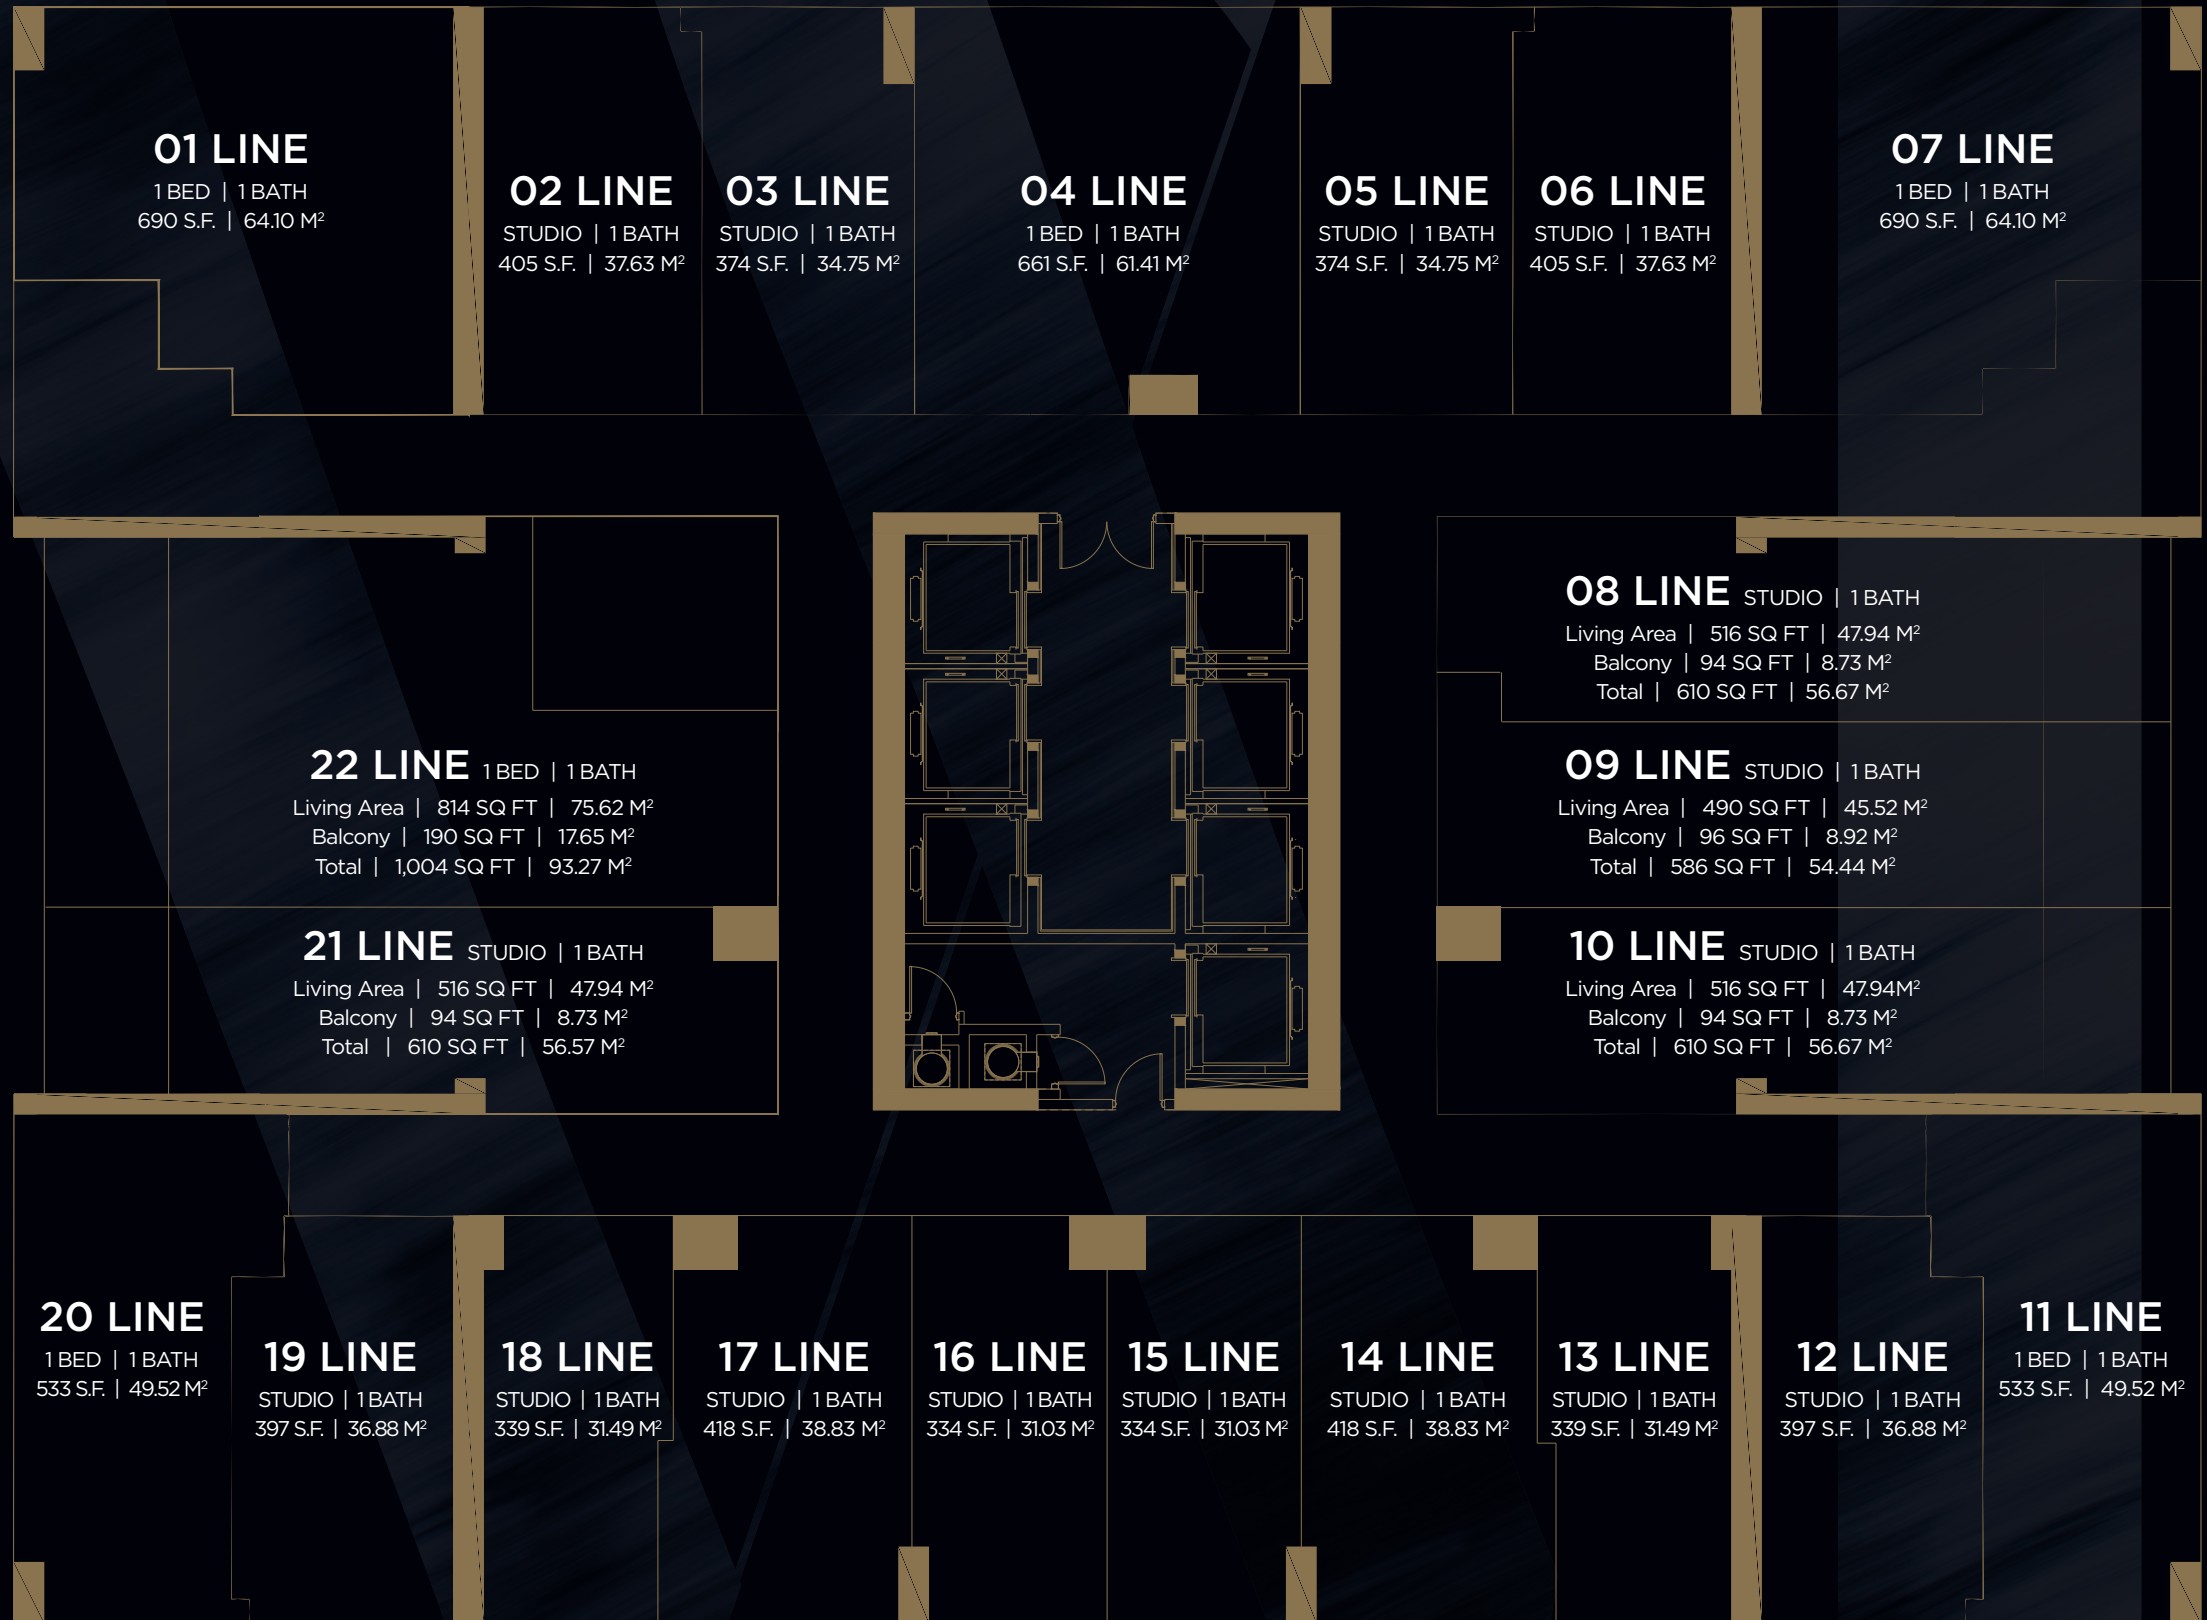 01 LINE
1 BED | 1 BATH
690 S.F. | 64.10 M²
02 LINE
STUDIO | 1 BATH
405 S.F. | 37.63 M²
03 LINE
STUDIO | 1 BATH
374 S.F. | 34.75 M²
04 LINE
1 BED | 1 BATH
661 S.F. | 61.41 M²
05 LINE
STUDIO | 1 BATH
374 S.F. | 34.75 M²
06 LINE
STUDIO | 1 BATH
405 S.F. | 37.63 M²
07 LINE
1 BED | 1 BATH
690 S.F. | 64.10 M²
22 LINE 1 BED | 1 BATH
Living Area | 814 SQ FT | 75.62 M²
Balcony | 190 SQ FT | 17.65 M²
Total | 1,004 SQ FT | 93.27 M²
21 LINE STUDIO | 1 BATH
Living Area | 516 SQ FT | 47.94 M²
Balcony | 94 SQ FT | 8.73 M²
Total | 610 SQ FT | 56.57 M²
08 LINE STUDIO | 1 BATH
Living Area | 516 SQ FT | 47.94 M²
Balcony | 94 SQ FT | 8.73 M²
Total | 610 SQ FT | 56.67 M²
09 LINE STUDIO | 1 BATH
Living Area | 490 SQ FT | 45.52 M²
Balcony | 96 SQ FT | 8.92 M²
Total | 586 SQ FT | 54.44 M²
10 LINE STUDIO | 1 BATH
Living Area | 516 SQ FT | 47.94M²
Balcony | 94 SQ FT | 8.73 M²
Total | 610 SQ FT | 56.67 M²
20 LINE
1 BED | 1 BATH
533 S.F. | 49.52 M²
19 LINE
STUDIO | 1 BATH
397 S.F. | 36.88 M²
18 LINE
STUDIO | 1 BATH
339 S.F. | 31.49 M²
17 LINE
STUDIO | 1 BATH
418 S.F. | 38.83 M²
16 LINE
STUDIO | 1 BATH
334 S.F. | 31.03 M²
15 LINE
STUDIO | 1 BATH
334 S.F. | 31.03 M²
14 LINE
STUDIO | 1 BATH
418 S.F. | 38.83 M²
13 LINE
STUDIO | 1 BATH
339 S.F. | 31.49 M²
12 LINE
STUDIO | 1 BATH
397 S.F. | 36.88 M²
11 LINE
1 BED | 1 BATH
533 S.F. | 49.52 M²